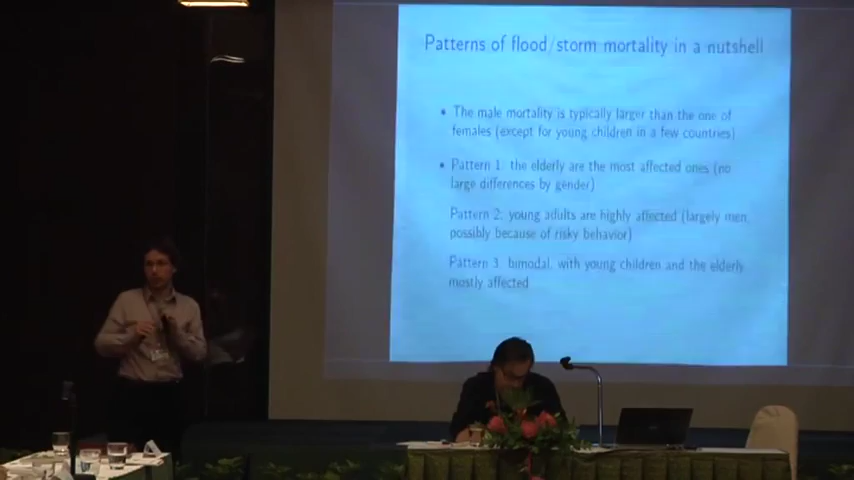 Patterns of flood/storm mortality in a nutshell
• The male mortality is typically larger than the one of
females (except for young children in a few countries)
• Pattern 1: the elderly are the most affected ones (no
large differences by gender)
Pattern 2: young adults are highly affected (largely men,
possibly because of risky behavior)
Pattern 3: bimodal, with young children and the elderly
mostly affected